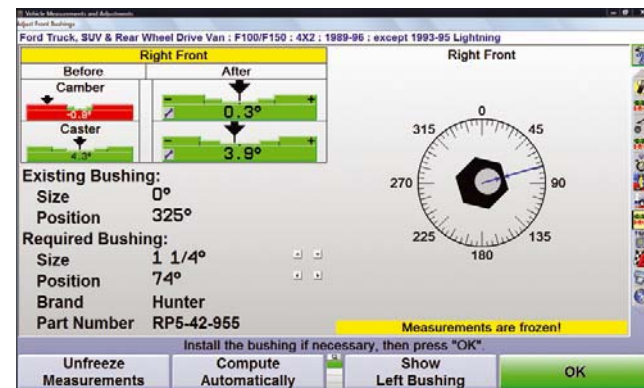 Vehicle Measurements and Adjustments
Adjust Front Bushings
Ford Truck, SUV & Rear Wheel Drive Van : F100/F150 : 4X2 : 1989-96 : except 1993-95 Lightning
Right Front
Before After
Camber
-0.8°
- +
0.3°
Caster
4.3°
- +
3.9°
Existing Bushing:
Size 0°
Position 325°
Required Bushing:
Size 1 1/4°
Position 74°
Brand Hunter
Part Number RP5-42-955
Right Front
0
45
90
135
180
225
270
315
Measurements are frozen!
Install the bushing if necessary, then press "OK".
Unfreeze
Measurements
Compute
Automatically
Show
Left Bushing
OK